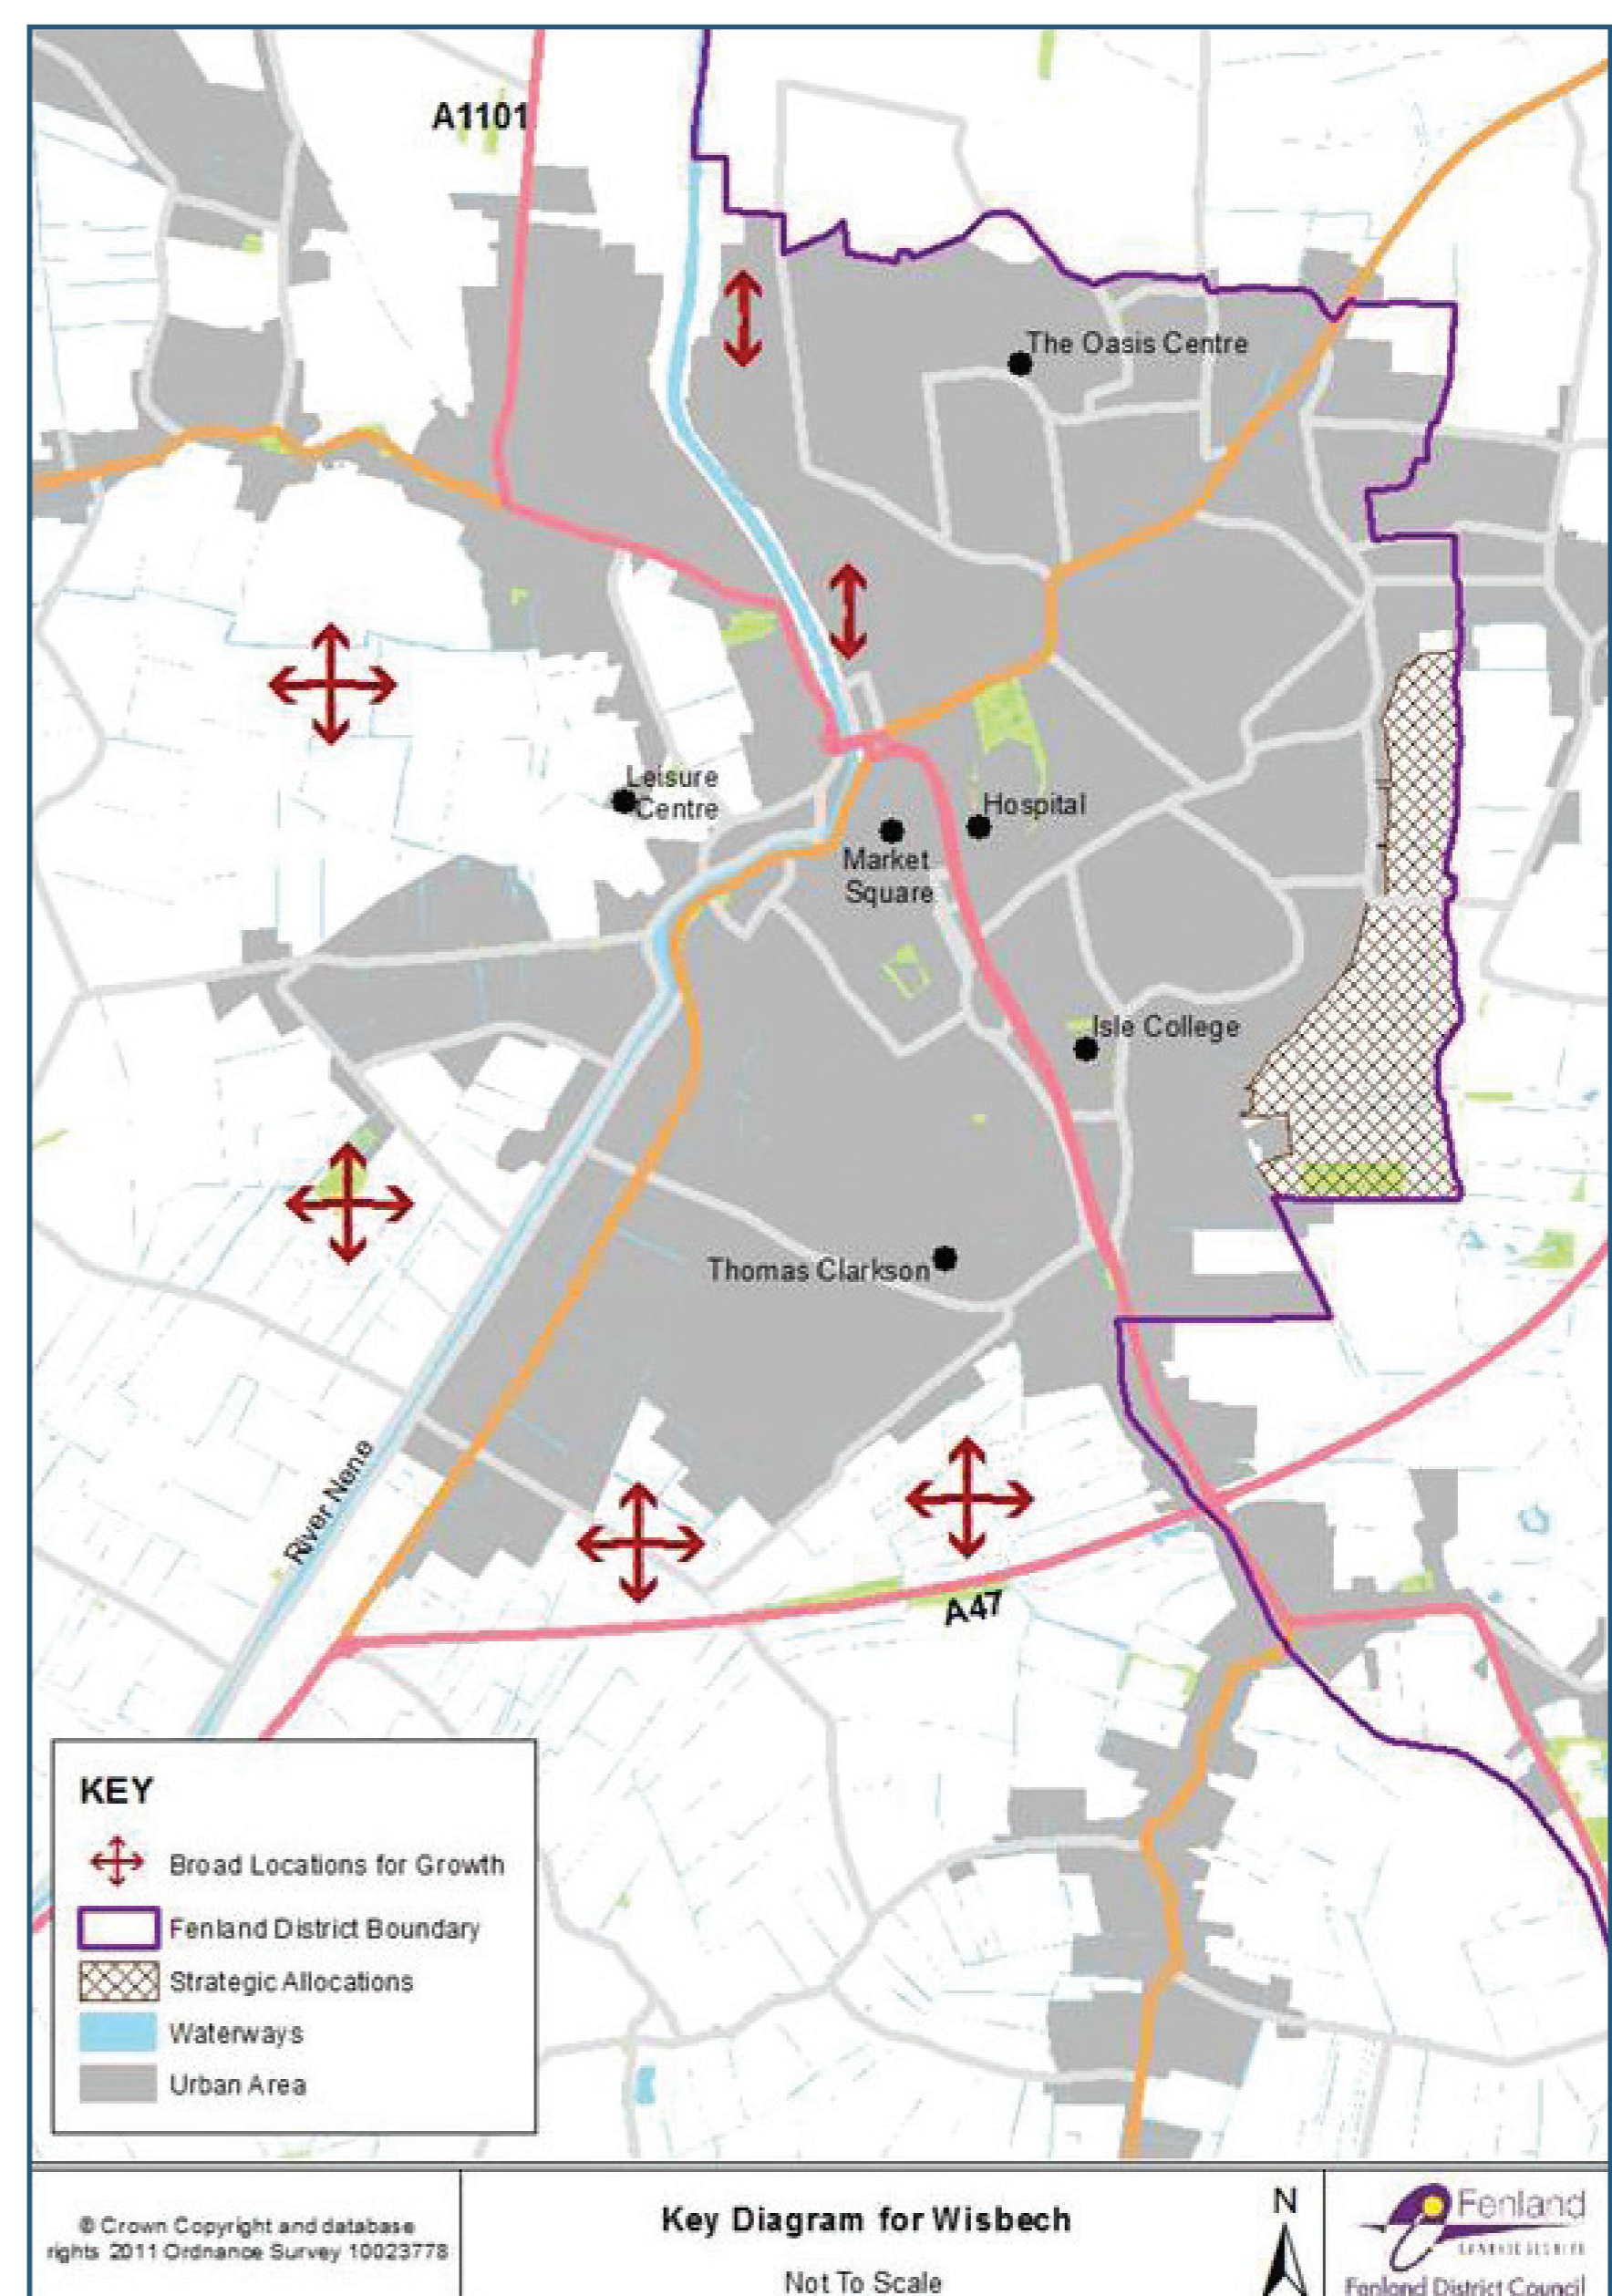 A1101
The Oasis Centre
Leisure
Centre
Hospital
Market
Square
Isle College
Thomas Clarkson
River Nene
A47
KEY
Broad Locations for Growth
Fenland District Boundary
Strategic Allocations
Waterways
Urban Area
© Crown Copyright and database
rights 2011 Ordnance Survey 10023778
Key Diagram for Wisbech
Not To Scale
N
Fenland
CAMBRIDGESHIRE
Fenland District Council